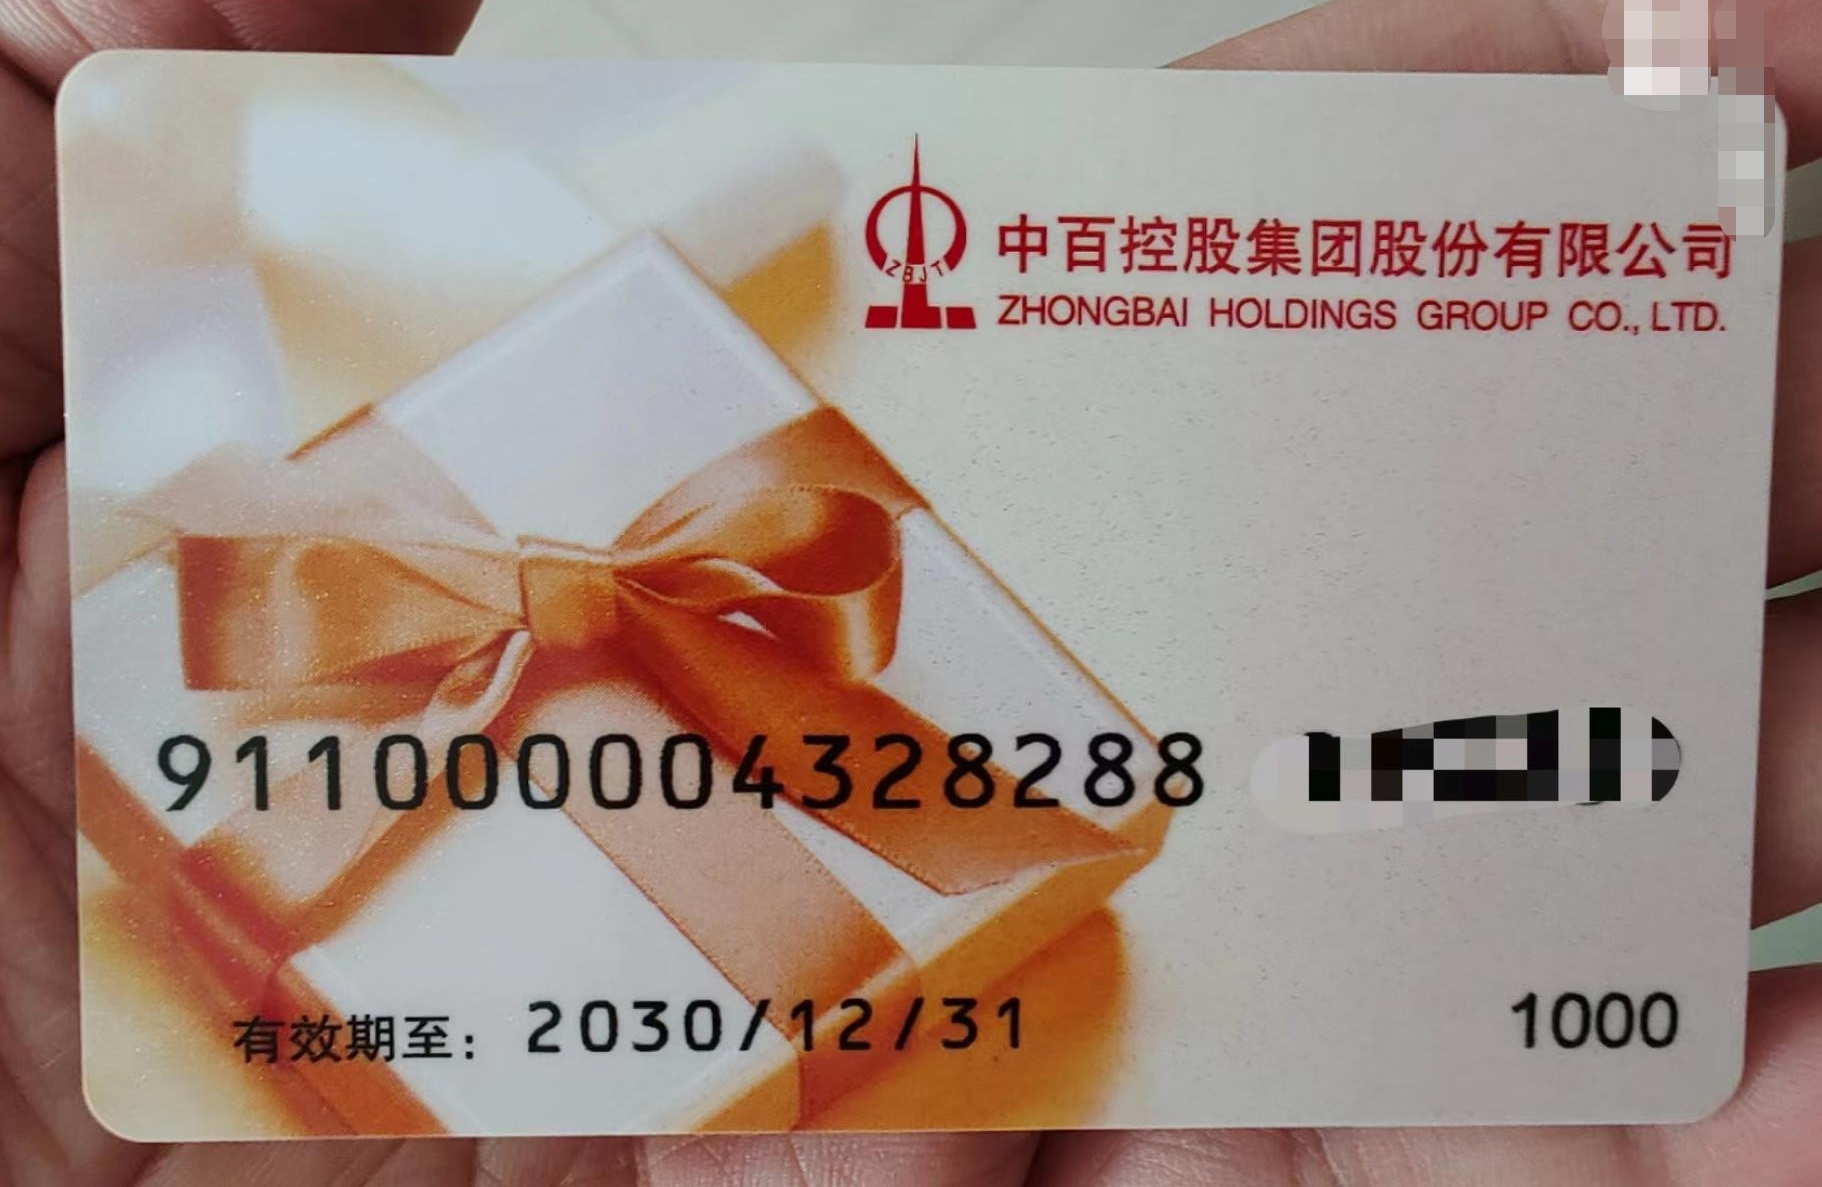 ZBJT
中百控股集团股份有限公司
ZHONGBAI HOLDINGS GROUP CO., LTD.
911000004328288
有效期至: 2030/12/31
1000